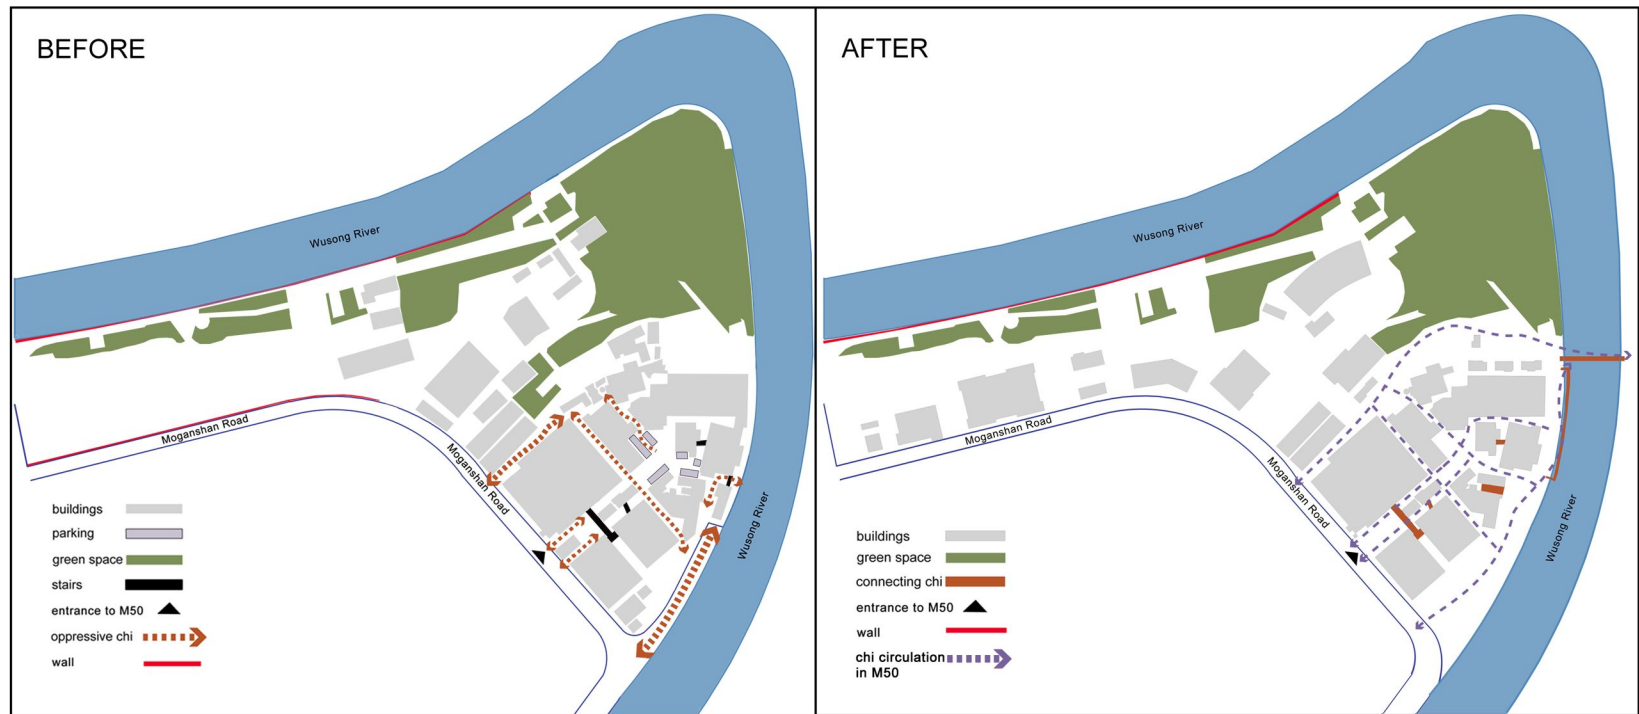 BEFORE
Wusong River
Moganshan Road
Moganshan Road
Wusong River
buildings
parking
green space
stairs
entrance to M50
oppressive chi
wall
AFTER
Wusong River
Moganshan Road
Moganshan Road
Wusong River
buildings
green space
connecting chi
entrance to M50
wall
chi circulation
in M50